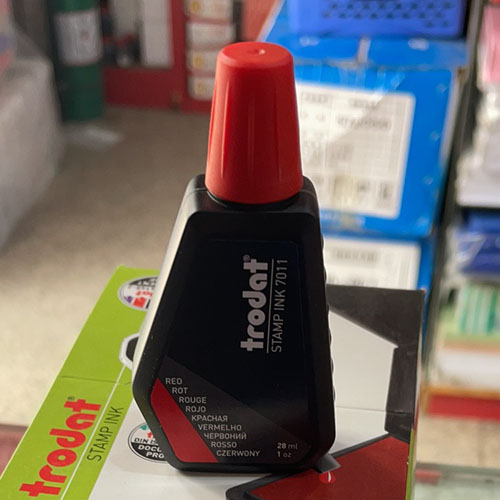 trodat®
STAMP INK 7011
RED
ROT
ROUGE
ROJO
КРАСНАЯ
VERMELHO
ЧЕРВОНИЙ
ROSSO
CZERWONY
28 ml
1 oz
trodat
STAMP INK